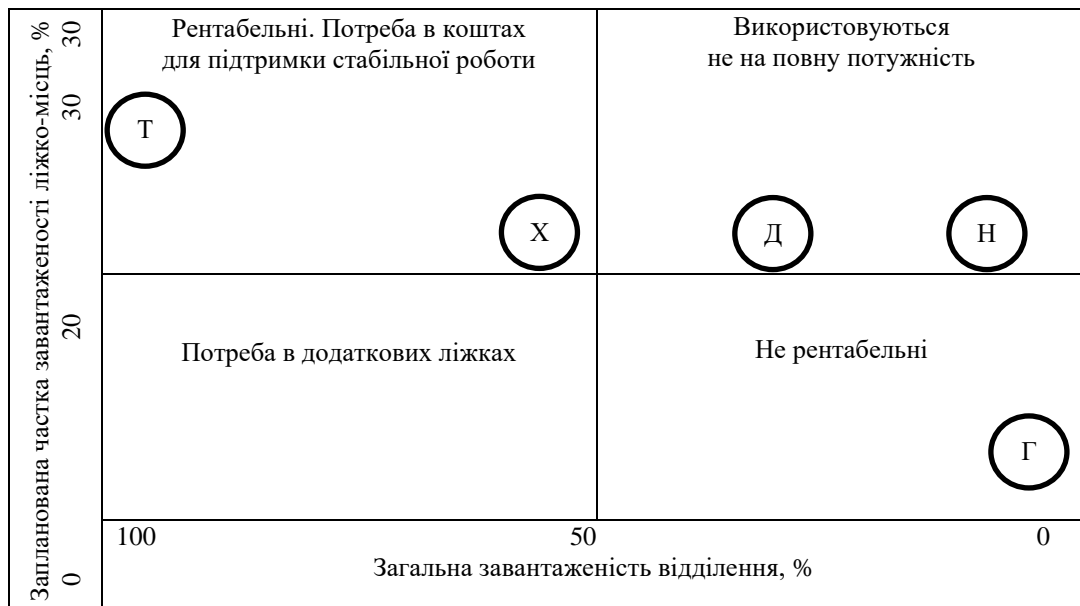 Запланована частка завантаженості ліжко-місць, %
30
30
20
0
Рентабельні. Потреба в коштах
для підтримки стабільної роботи
Використовуються
не на повну потужність
Т
Х
Д
Н
Потреба в додаткових ліжках
Не рентабельні
Г
100
50
0
Загальна завантаженість відділення, %